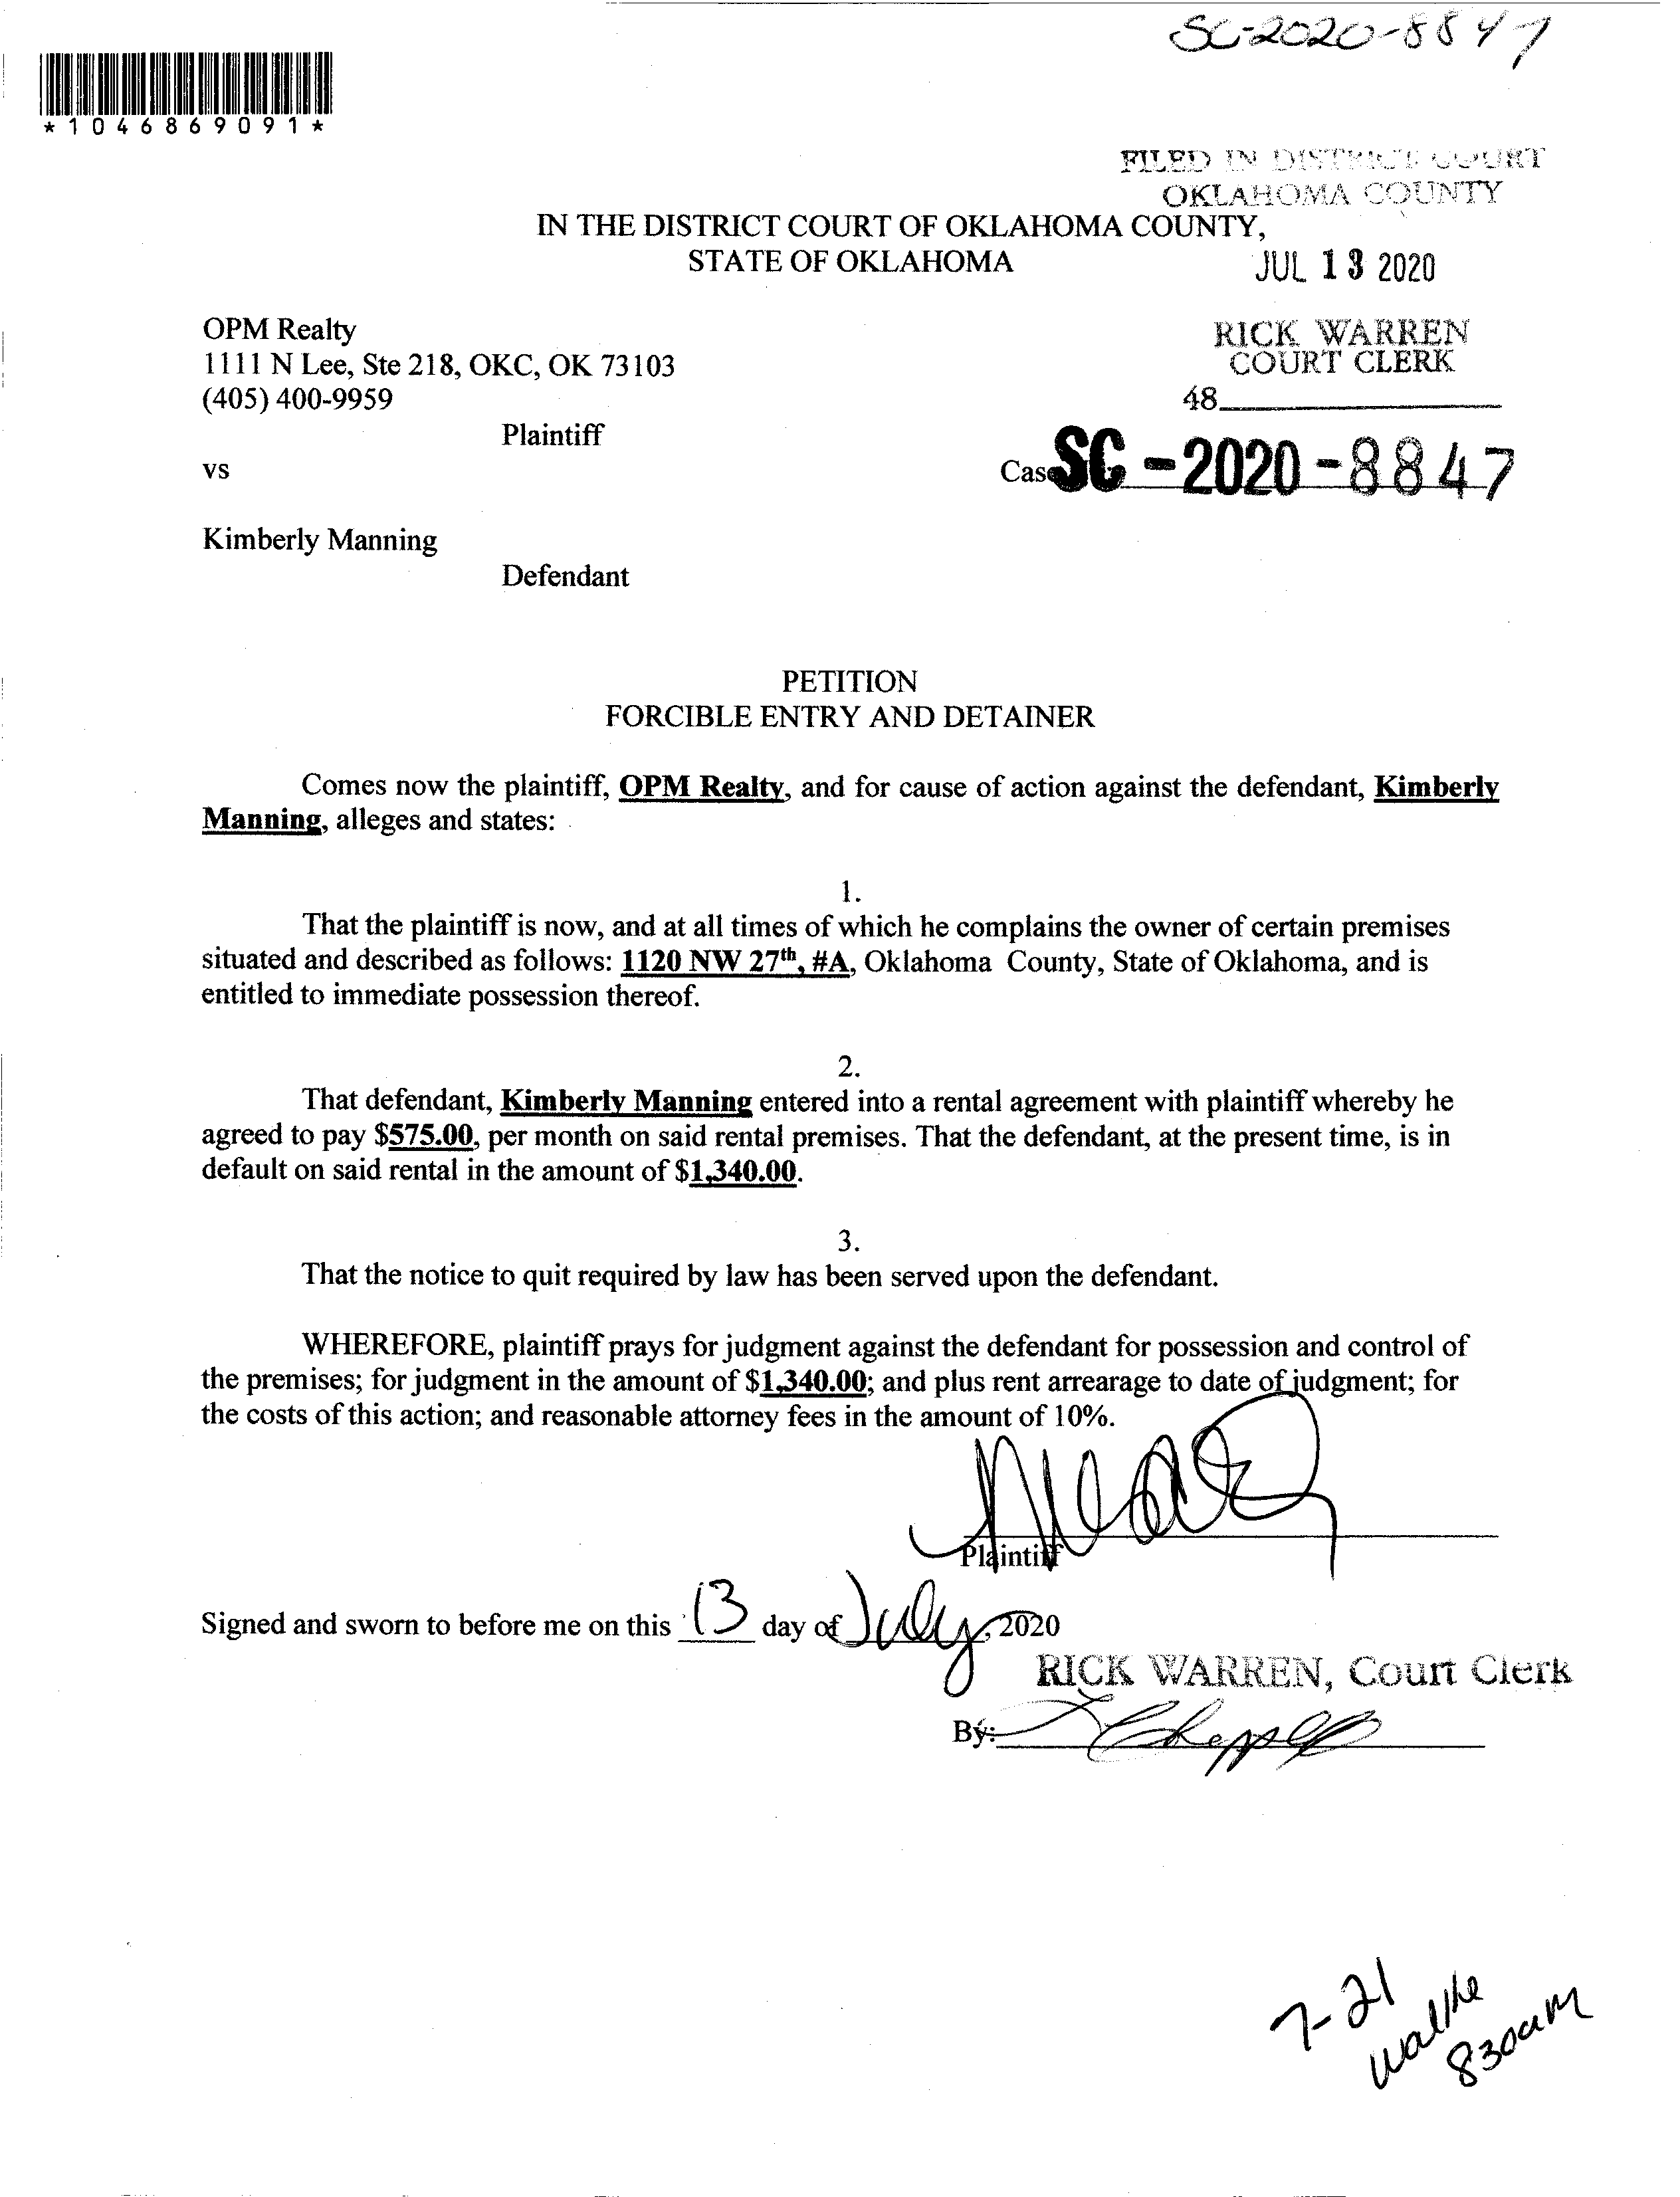 SC-2020-8847
*1046869091*
FILED IN DISTRICT COURT
OKLAHOMA COUNTY
IN THE DISTRICT COURT OF OKLAHOMA COUNTY,
STATE OF OKLAHOMA
JUL 13 2020
OPM Realty
1111 N Lee, Ste 218, OKC, OK 73103
(405) 400-9959
RICK WARREN
COURT CLERK
48
Plaintiff
vs
Cas SC-2020-8847
Kimberly Manning
Defendant
PETITION
FORCIBLE ENTRY AND DETAINER
Comes now the plaintiff, OPM Realty, and for cause of action against the defendant, Kimberly
Manning, alleges and states:
1.
That the plaintiff is now, and at all times of which he complains the owner of certain premises
situated and described as follows: 1120 NW 27th, #A, Oklahoma County, State of Oklahoma, and is
entitled to immediate possession thereof.
2.
That defendant, Kimberly Manning entered into a rental agreement with plaintiff whereby he
agreed to pay $575.00, per month on said rental premises. That the defendant, at the present time, is in
default on said rental in the amount of $1,340.00.
3.
That the notice to quit required by law has been served upon the defendant.
WHEREFORE, plaintiff prays for judgment against the defendant for possession and control of
the premises; for judgment in the amount of $1,340.00; and plus rent arrearage to date of judgment; for
the costs of this action; and reasonable attorney fees in the amount of 10%.
Plaintiff
Signed and sworn to before me on this 13 day of July, 2020
RICK WARREN, Court Clerk
By:
7-21
830am